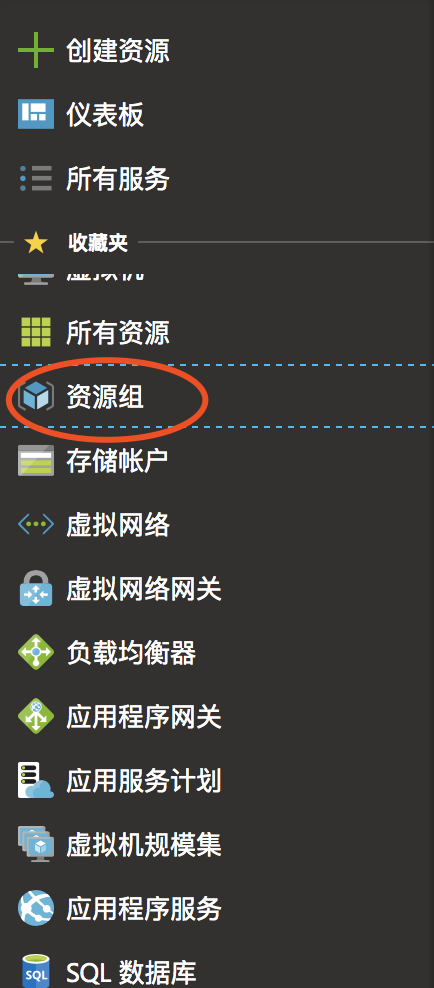 创建资源
仪表板
所有服务
收藏夹
虚拟机
所有资源
资源组
存储帐户
虚拟网络
虚拟网络网关
负载均衡器
应用程序网关
应用服务计划
虚拟机规模集
应用程序服务
SQL
SQL 数据库